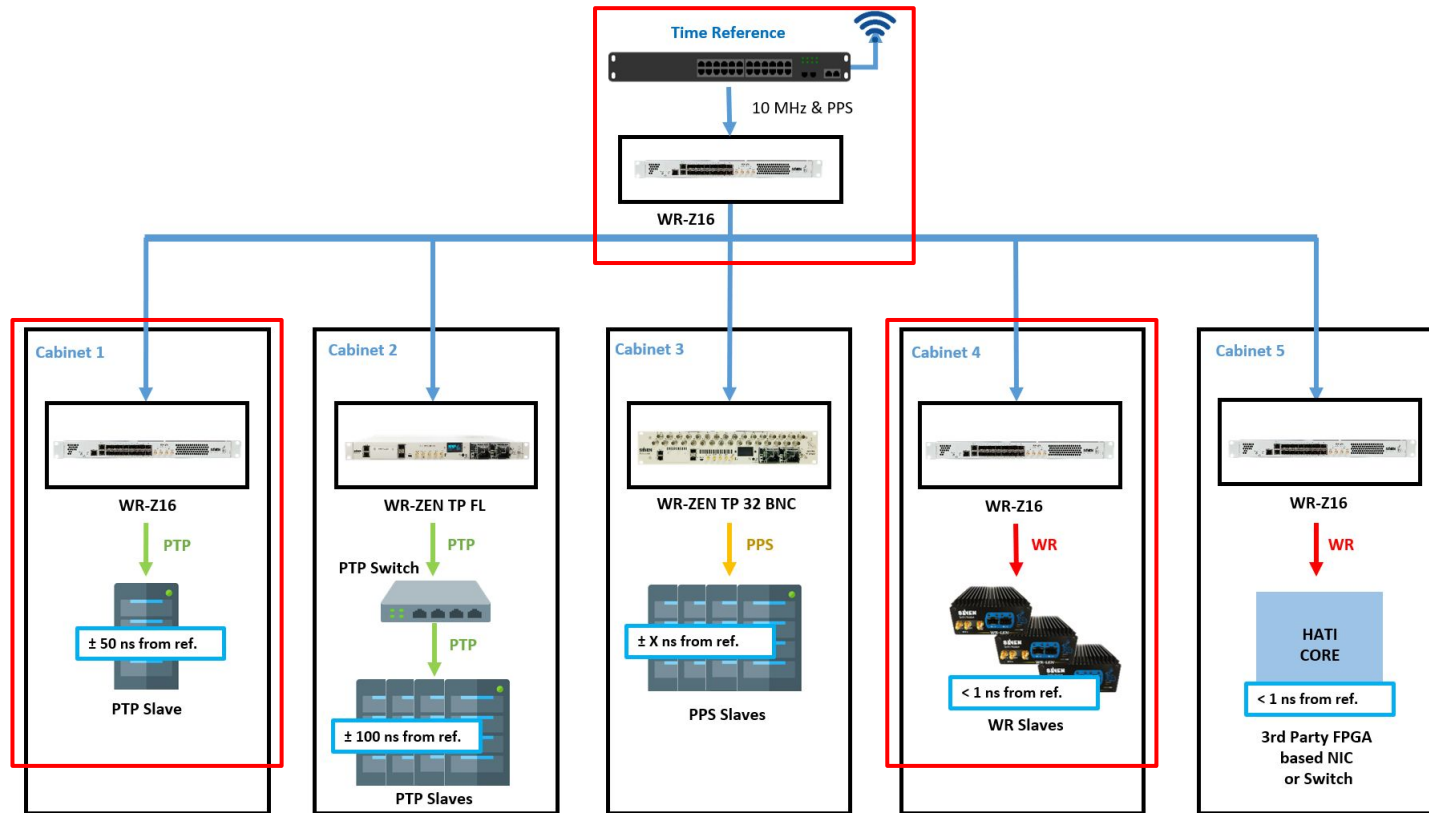 Time Reference
10 MHz & PPS
WR-Z16
Cabinet 1
WR-Z16
PTP
± 50 ns from ref.
PTP Slave
Cabinet 2
WR-ZEN TP FL
PTP
PTP Switch
PTP
± 100 ns from ref.
PTP Slaves
Cabinet 3
WR-ZEN TP 32 BNC
PPS
± X ns from ref.
PPS Slaves
Cabinet 4
WR-Z16
WR
< 1 ns from ref.
WR Slaves
Cabinet 5
WR-Z16
WR
HATI
CORE
< 1 ns from ref.
3rd Party FPGA
based NIC
or Switch